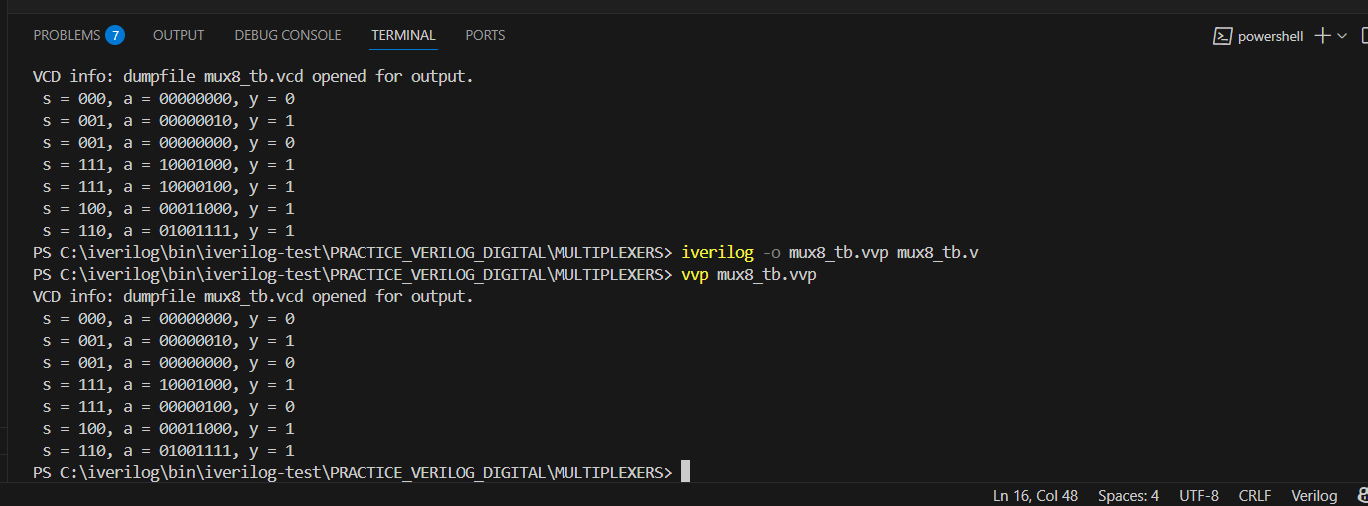 PROBLEMS 7 OUTPUT DEBUG CONSOLE TERMINAL PORTS powershell
VCD info: dumpfile mux8_tb.vcd opened for output.
s = 000, a = 00000000, y = 0
s = 001, a = 00000010, y = 1
s = 001, a = 00000000, y = 0
s = 111, a = 10001000, y = 1
s = 111, a = 10000100, y = 1
s = 100, a = 00011000, y = 1
s = 110, a = 01001111, y = 1
PS C:\iverilog\bin\iverilog-test\PRACTICE_VERILOG_DIGITAL\MULTIPLEXERS> iverilog -o mux8_tb.vvp mux8_tb.v
PS C:\iverilog\bin\iverilog-test\PRACTICE_VERILOG_DIGITAL\MULTIPLEXERS> vvp mux8_tb.vvp
VCD info: dumpfile mux8_tb.vcd opened for output.
s = 000, a = 00000000, y = 0
s = 001, a = 00000010, y = 1
s = 001, a = 00000000, y = 0
s = 111, a = 10001000, y = 1
s = 111, a = 00000100, y = 0
s = 100, a = 00011000, y = 1
s = 110, a = 01001111, y = 1
PS C:\iverilog\bin\iverilog-test\PRACTICE_VERILOG_DIGITAL\MULTIPLEXERS>
Ln 16, Col 48 Spaces: 4 UTF-8 CRLF Verilog